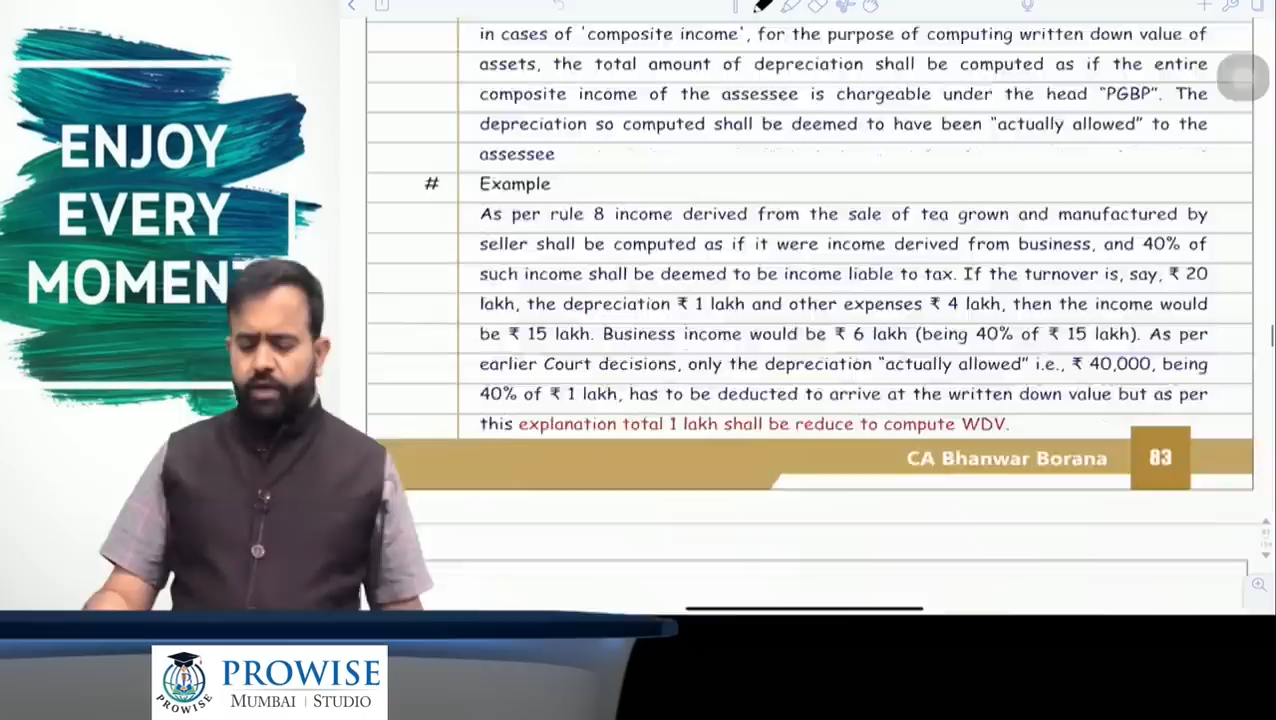 in cases of 'composite income', for the purpose of computing written down value of
assets, the total amount of depreciation shall be computed as if the entire
composite income of the assessee is chargeable under the head "PGBP". The
depreciation so computed shall be deemed to have been "actually allowed" to the
assessee
# Example
As per rule 8 income derived from the sale of tea grown and manufactured by
seller shall be computed as if it were income derived from business, and 40% of
such income shall be deemed to be income liable to tax. If the turnover is, say, ₹ 20
lakh, the depreciation ₹ 1 lakh and other expenses ₹ 4 lakh, then the income would
be ₹ 15 lakh. Business income would be ₹ 6 lakh (being 40% of ₹ 15 lakh). As per
earlier Court decisions, only the depreciation "actually allowed" i.e., ₹ 40,000, being
40% of ₹ 1 lakh, has to be deducted to arrive at the written down value but as per
this explanation total 1 lakh shall be reduce to compute WDV.
CA Bhanwar Borana 83
ENJOY
EVERY
MOMENT
PROWISE
MUMBAI | STUDIO
PROWISE